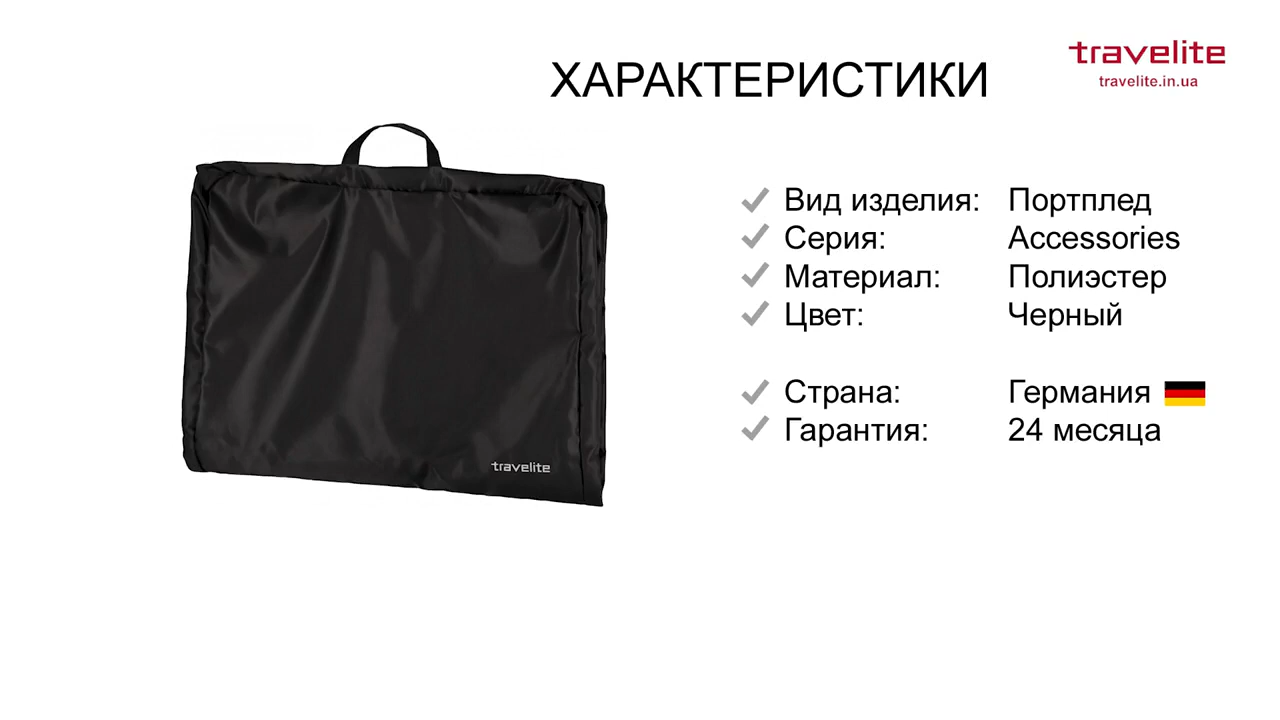 ХАРАКТЕРИСТИКИ
travelite
travelite.in.ua
Вид изделия: Портплед
Серия: Accessories
Материал: Полиэстер
Цвет: Черный
Страна: Германия
Гарантия: 24 месяца
travelite